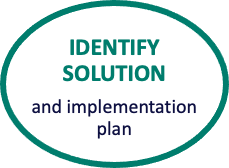 IDENTIFY
SOLUTION
and implementation
plan